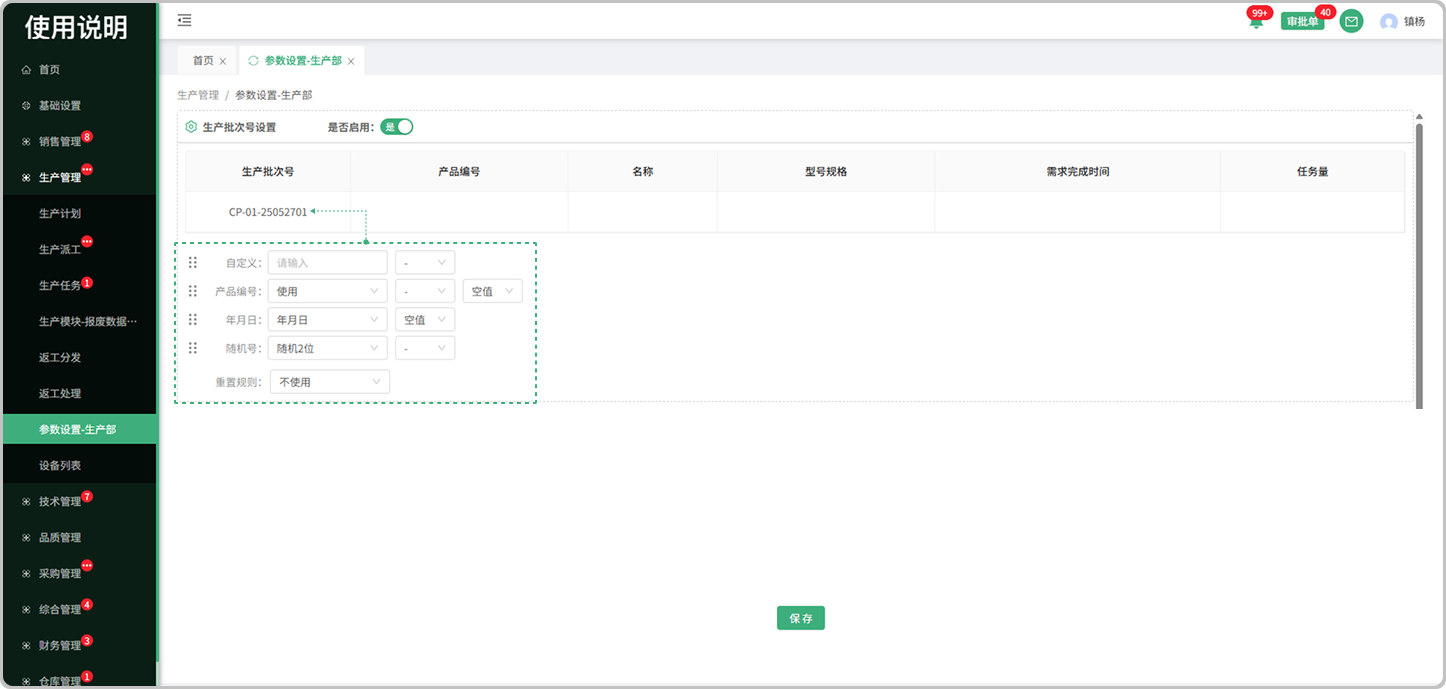 使用说明
首页
基础设置
销售管理 8
生产管理 •••
生产计划
生产派工 •••
生产任务 1
生产模块-报废数据···
返工分发
返工处理
参数设置-生产部
设备列表
技术管理 7
品质管理
采购管理 •••
综合管理 4
财务管理 3
仓库管理 1
99+
审批单 40
镇杨
首页 ×
参数设置-生产部 ×
生产管理 / 参数设置-生产部
生产批次号设置 是否启用: 是
生产批次号 产品编号 名称 型号规格 需求完成时间 任务量
CP-01-25052701
自定义: 请输入 -
产品编号: 使用 - 空值
年月日: 年月日 空值
随机号: 随机2位 -
重置规则: 不使用
保存